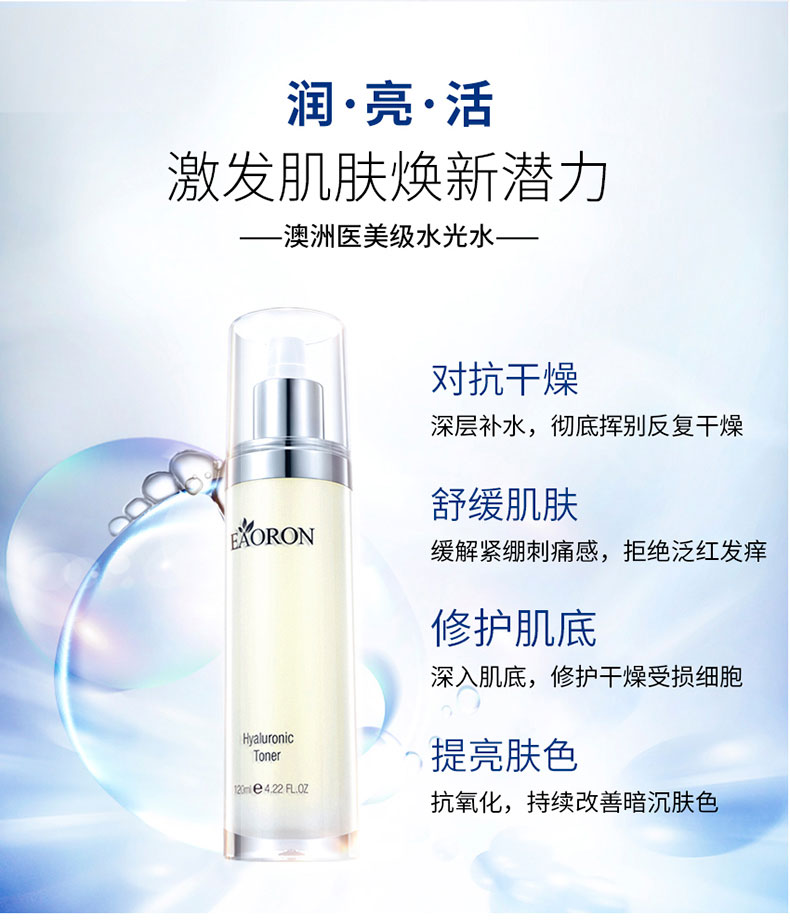 润·亮·活
激发肌肤焕新潜力
——澳洲医美级水光水——
对抗干燥
深层补水，彻底挥别反复干燥
舒缓肌肤
缓解紧绷刺痛感，拒绝泛红发痒
修护肌底
深入肌底，修护干燥受损细胞
提亮肤色
抗氧化，持续改善暗沉肤色
EAORON
Hyaluronic
Toner
120ml e 4.22 FL.OZ